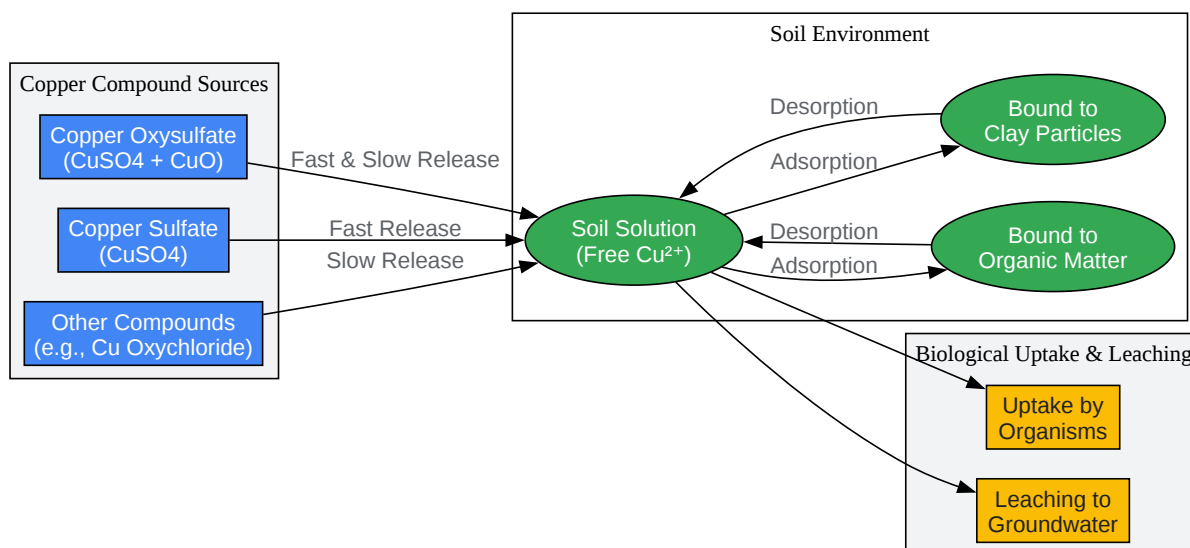 Copper Compound Sources
Copper Oxysulfate
(CuSO4 + CuO)
Copper Sulfate
(CuSO4)
Other Compounds
(e.g., Cu Oxychloride)
Fast & Slow Release
Fast Release
Slow Release
Soil Environment
Soil Solution
(Free Cu²⁺)
Desorption
Adsorption
Bound to
Clay Particles
Desorption
Adsorption
Bound to
Organic Matter
Biological Uptake & Leaching
Uptake by
Organisms
Leaching to
Groundwater